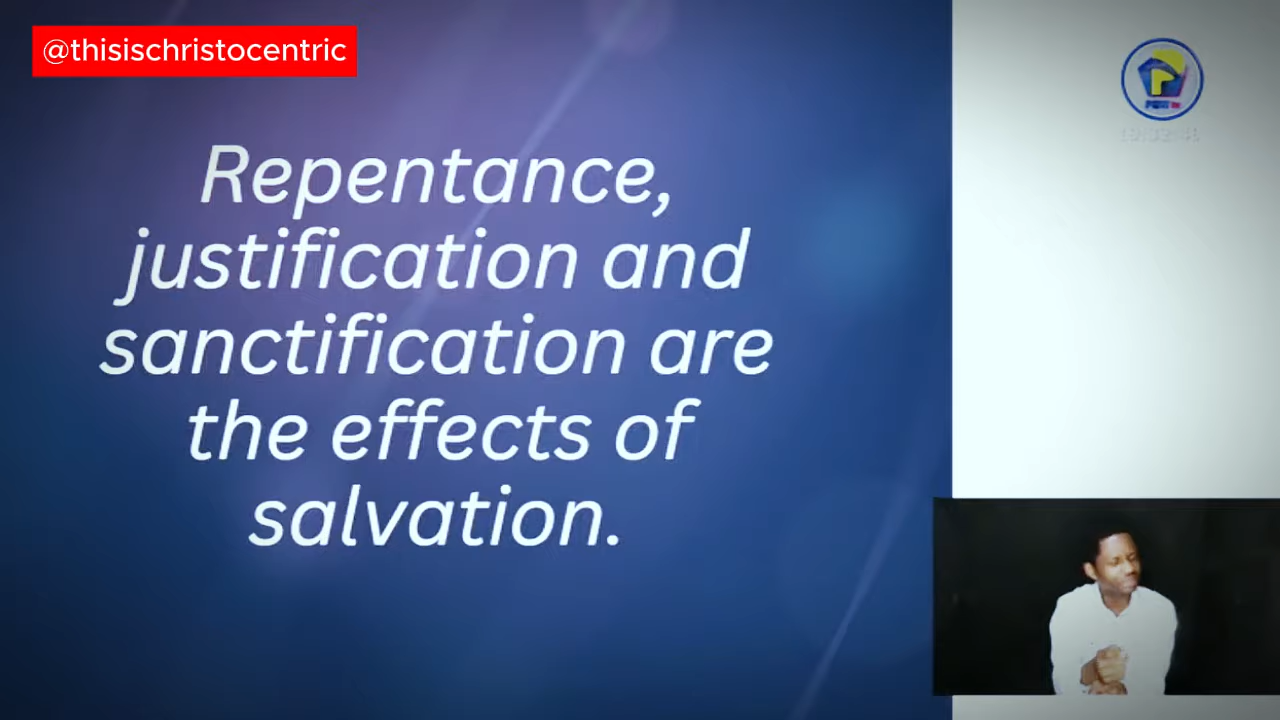 @thisischristocentric
Repentance,
justification and
sanctification are
the effects of
salvation.